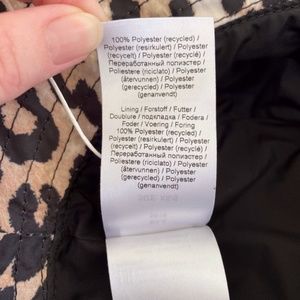 100% Polyester (recycled) /
Polyester (resirkulert) / Polyester
(recycelt) / Polyester (recyclé) /
Переработанный полиэстер /
Poliestere (riciclato) / Polyester
(återvunnen) / Polyester
(gerecycled) / Polyester
(genanvendt)
Lining / Forstoff / Futter /
Doublure / подкладка / Fodera /
Foder / Voering / Foring
100% Polyester (recycled) /
Polyester (resirkulert) / Polyester
(recycelt) / Polyester (recyclé) /
Переработанный полиэстер /
Poliestere (riciclato) / Polyester
(återvunnen) / Polyester
(gerecycled) / Polyester
(genanvendt)